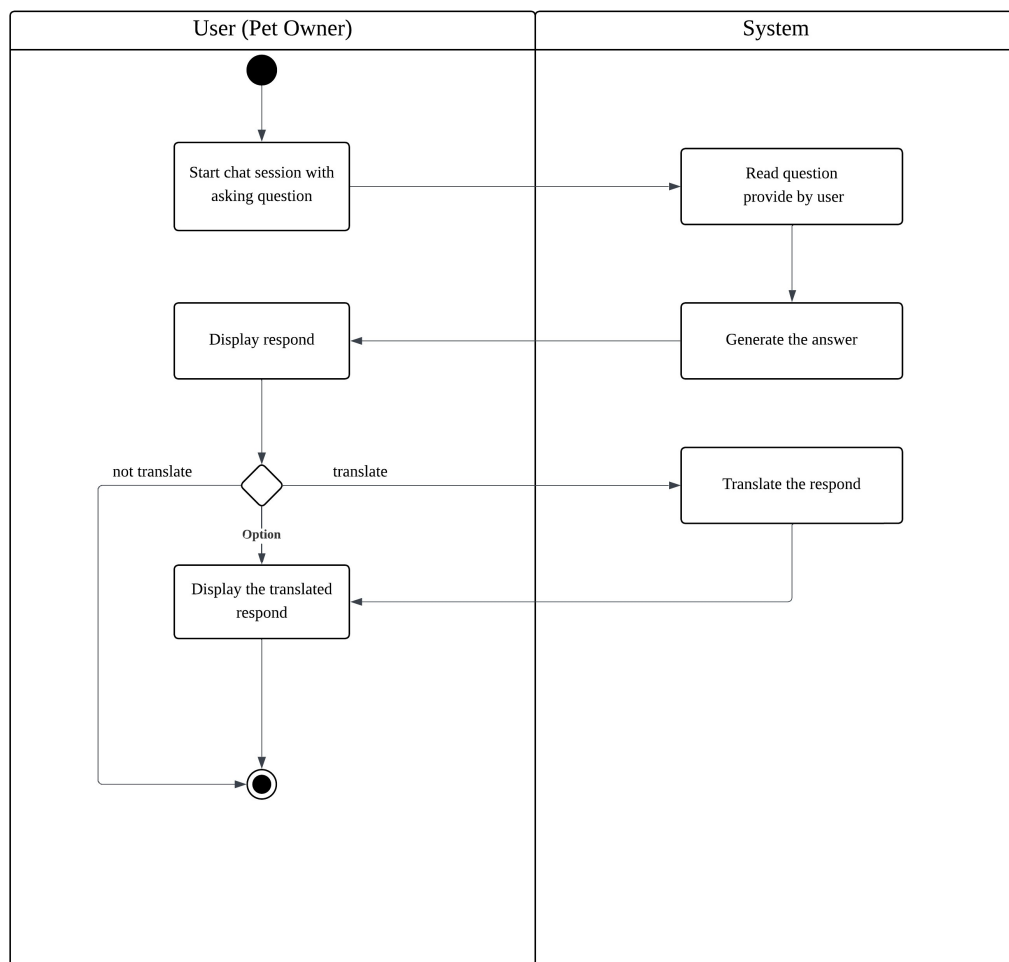 User (Pet Owner)
System
Start chat session with
asking question
Read question
provide by user
Display respond
Generate the answer
not translate
translate
Translate the respond
Option
Display the translated
respond